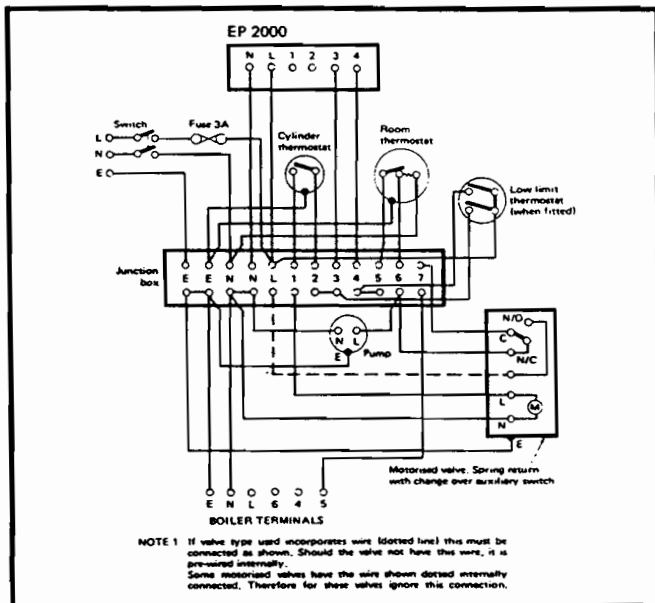 EP 2000
N L 1 2 3 4
Switch
Fuse 3A
L
N
E
Cylinder
thermostat
Room
thermostat
Low limit
thermostat
(when fitted)
Junction
box
E E N N L 1 2 3 4 5 6 7
N L
E
Pump
N/O
C
N/C
L
M
N
E
Motorised valve. Spring return
with change over auxiliary switch
E N L 6 4 5
BOILER TERMINALS
NOTE 1 If valve type used incorporates wire (dotted line) this must be
connected as shown. Should the valve not have this wire, it is
pre-wired internally.
Some motorised valves have the wire shown dotted internally
connected. Therefore for these valves ignore this connection.